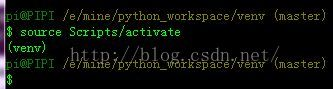 pi@PIPI /e/mine/python_workspace/venv (master)
$ source Scripts/activate
(venv)
pi@PIPI /e/mine/python_workspace/venv (master)
$
http://blog.csdn.net/